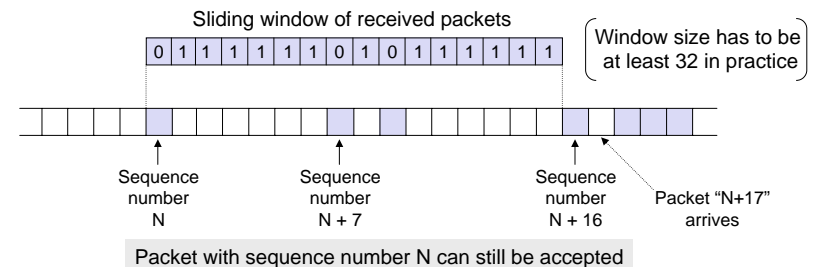 Sliding window of received packets
0 1 1 1 1 1 1 0 1 0 1 1 1 1 1 1
Window size has to be
at least 32 in practice
Sequence
number
N
Sequence
number
N + 7
Sequence
number
N + 16
Packet “N+17”
arrives
Packet with sequence number N can still be accepted